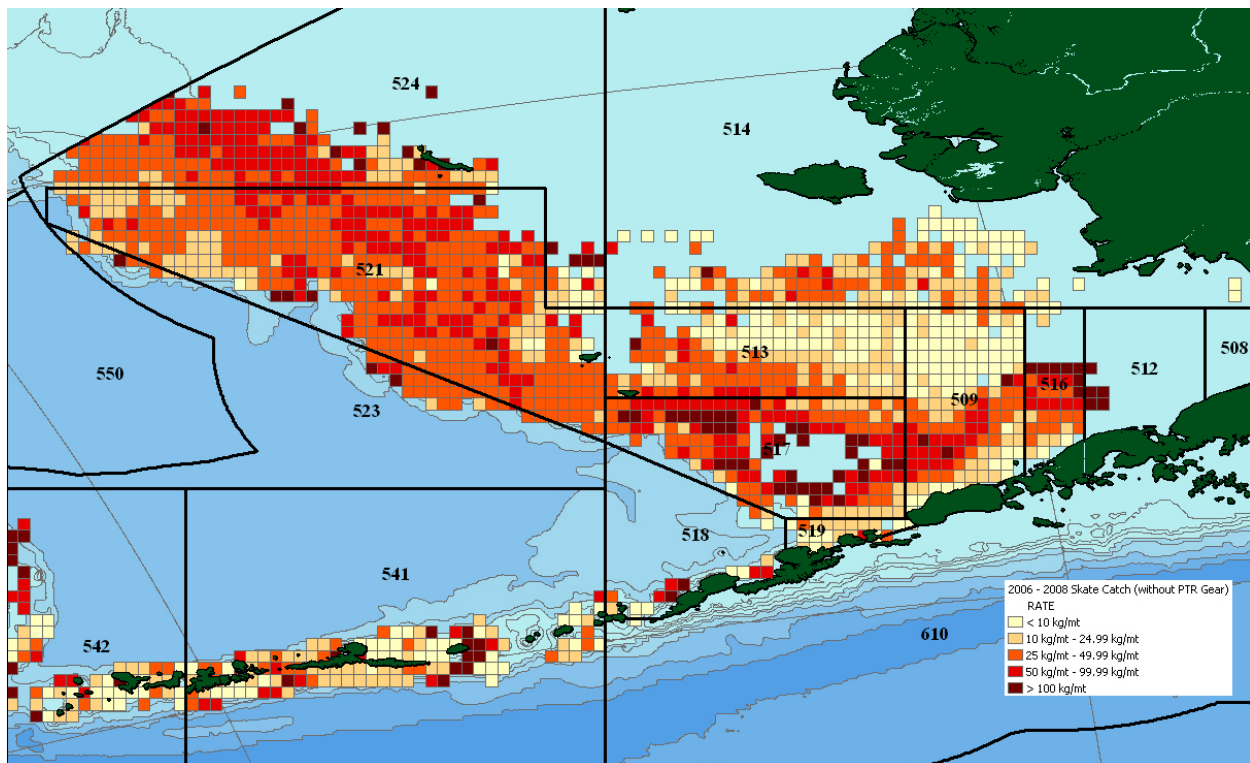 524
514
521
513
550
516
512
508
509
523
517
518
519
541
542
610
2006 - 2008 Skate Catch (without PTR Gear)
RATE
< 10 kg/mt
10 kg/mt - 24.99 kg/mt
25 kg/mt - 49.99 kg/mt
50 kg/mt - 99.99 kg/mt
> 100 kg/mt